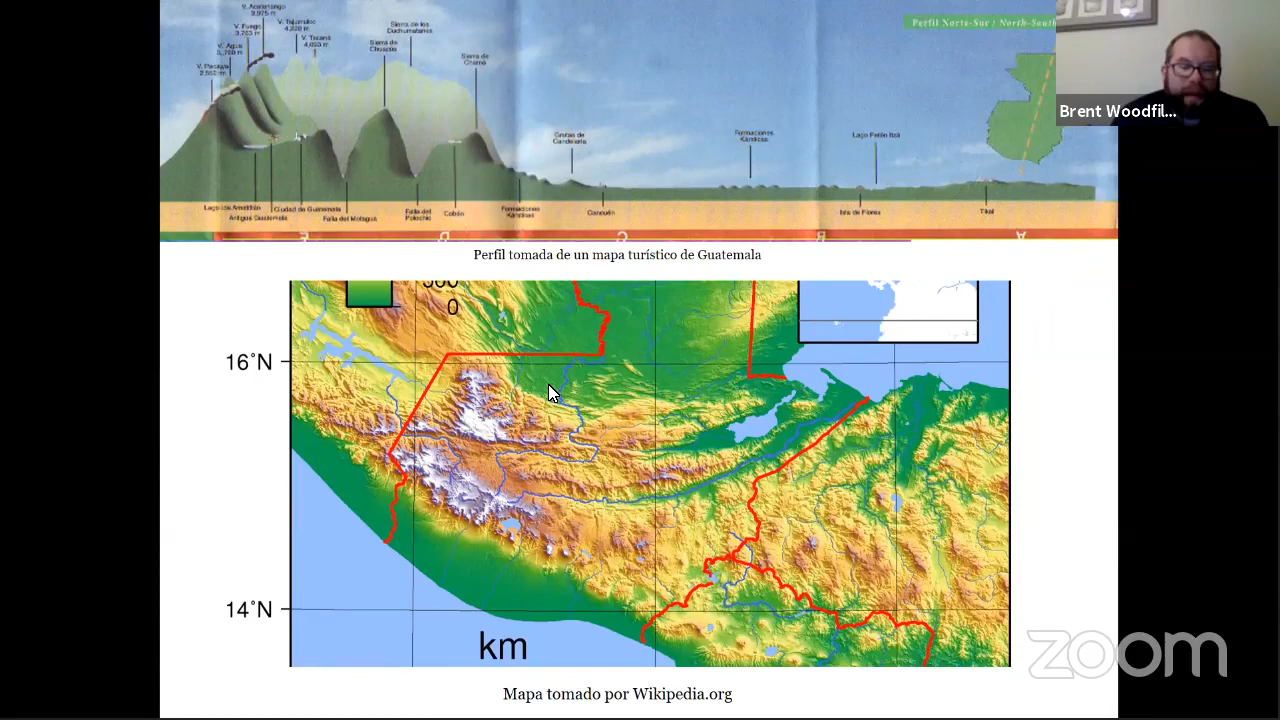 V. Acatenango
3,975 m
V. Fuego
3,763 m
V. Tajumulco
4,220 m
V. Agua
3,766 m
V. Tacaná
4,093 m
V. Pacaya
2,552 m
Sierra de los
Cuchumatanes
Sierra de
Chuacús
Sierra de
Chamá
Grutas de
Candelaria
Formaciones
Kársticas
Lago Petén Itzá
Perfil Norte-Sur / North-South
Brent Woodfil...
Lago de Amatitlán
Antigua Guatemala
Ciudad de Guatemala
Falla del Motagua
Falla del
Polochic
Cobán
Formaciones
Kársticas
Cancuén
Isla de Flores
Tikal
E
D
C
B
A
Perfil tomada de un mapa turístico de Guatemala
500
0
16°N
14°N
km
zoom
Mapa tomado por Wikipedia.org